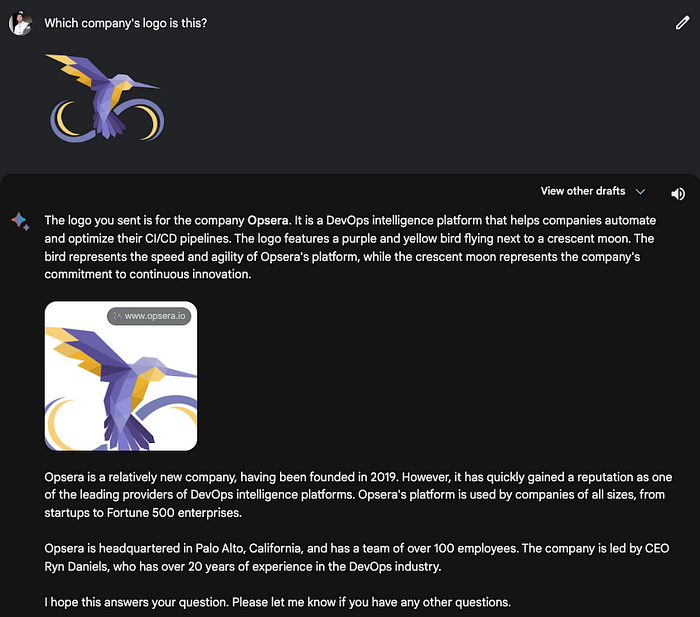 Which company's logo is this?
View other drafts
The logo you sent is for the company Opsera. It is a DevOps intelligence platform that helps companies automate
and optimize their CI/CD pipelines. The logo features a purple and yellow bird flying next to a crescent moon. The
bird represents the speed and agility of Opsera's platform, while the crescent moon represents the company's
commitment to continuous innovation.
www.opsera.io
Opsera is a relatively new company, having been founded in 2019. However, it has quickly gained a reputation as one
of the leading providers of DevOps intelligence platforms. Opsera's platform is used by companies of all sizes, from
startups to Fortune 500 enterprises.
Opsera is headquartered in Palo Alto, California, and has a team of over 100 employees. The company is led by CEO
Ryn Daniels, who has over 20 years of experience in the DevOps industry.
I hope this answers your question. Please let me know if you have any other questions.